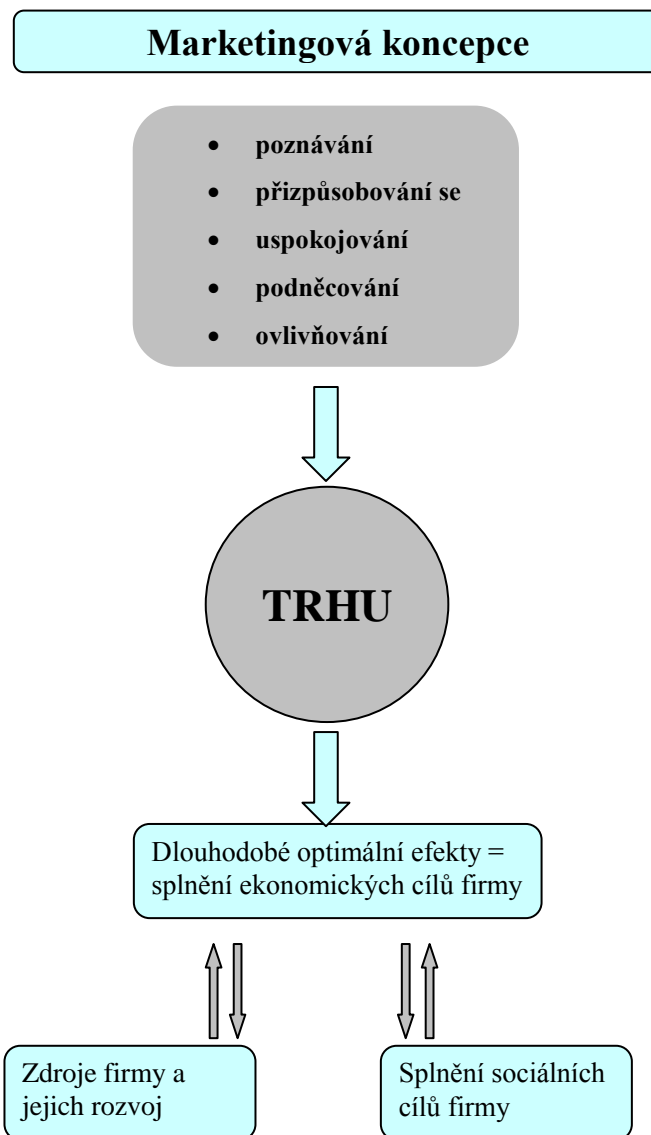 Marketingová koncepce
• poznávání
• přizpůsobování se
• uspokojování
• podněcování
• ovlivňování
TRHU
Dlouhodobé optimální efekty =
splnění ekonomických cílů firmy
Zdroje firmy a
jejich rozvoj
Splnění sociálních
cílů firmy